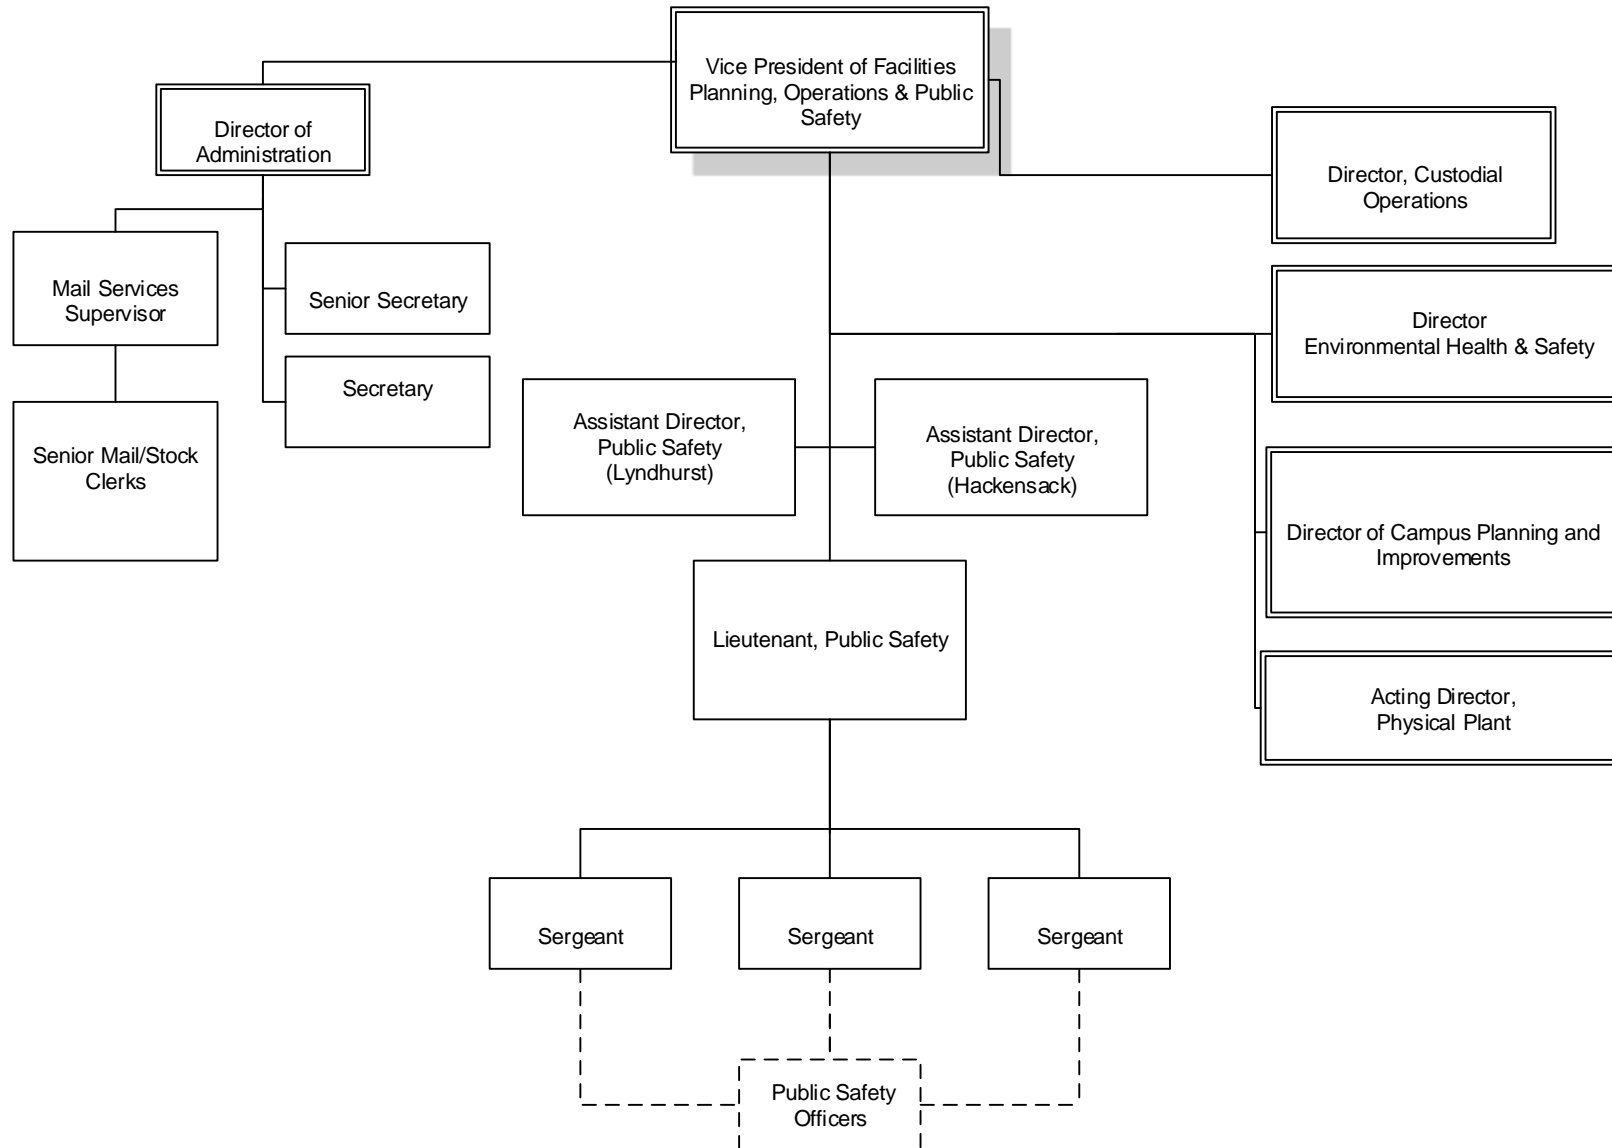 Vice President of Facilities
Planning, Operations & Public
Safety
Director of
Administration
Director, Custodial
Operations
Mail Services
Supervisor
Senior Secretary
Director
Environmental Health & Safety
Secretary
Senior Mail/Stock
Clerks
Assistant Director,
Public Safety
(Lyndhurst)
Assistant Director,
Public Safety
(Hackensack)
Director of Campus Planning and
Improvements
Lieutenant, Public Safety
Acting Director,
Physical Plant
Sergeant
Sergeant
Sergeant
Public Safety
Officers